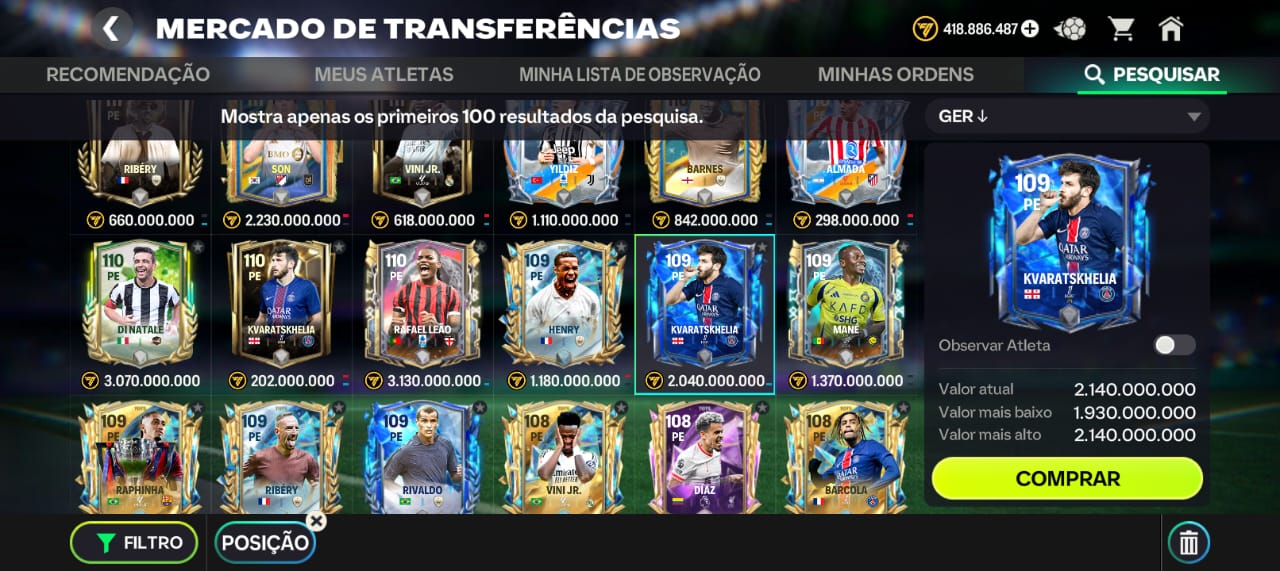 MERCADO DE TRANSFERÊNCIAS
418.886.487
RECOMENDAÇÃO
MEUS ATLETAS
MINHA LISTA DE OBSERVAÇÃO
MINHAS ORDENS
PESQUISAR
Mostra apenas os primeiros 100 resultados da pesquisa.
GER
RIBÉRY
SON
VINI JR.
YILDIZ
BARNES
ALMADA
660.000.000
2.230.000.000
618.000.000
1.110.000.000
842.000.000
298.000.000
110
PE
DI NATALE
3.070.000.000
110
PE
KVARATSKHELIA
202.000.000
110
PE
RAFAEL LEÃO
3.130.000.000
109
PE
HENRY
1.180.000.000
109
PE
KVARATSKHELIA
2.040.000.000
109
PE
MANÉ
1.370.000.000
109
PE
RAPHINHA
109
PE
RIBÉRY
109
PE
RIVALDO
108
PE
VINI JR.
108
PE
DÍAZ
108
PE
BARCOLA
109
PE
QATAR
AIRWAYS
KVARATSKHELIA
Observar Atleta
Valor atual 2.140.000.000
Valor mais baixo 1.930.000.000
Valor mais alto 2.140.000.000
COMPRAR
FILTRO
POSIÇÃO